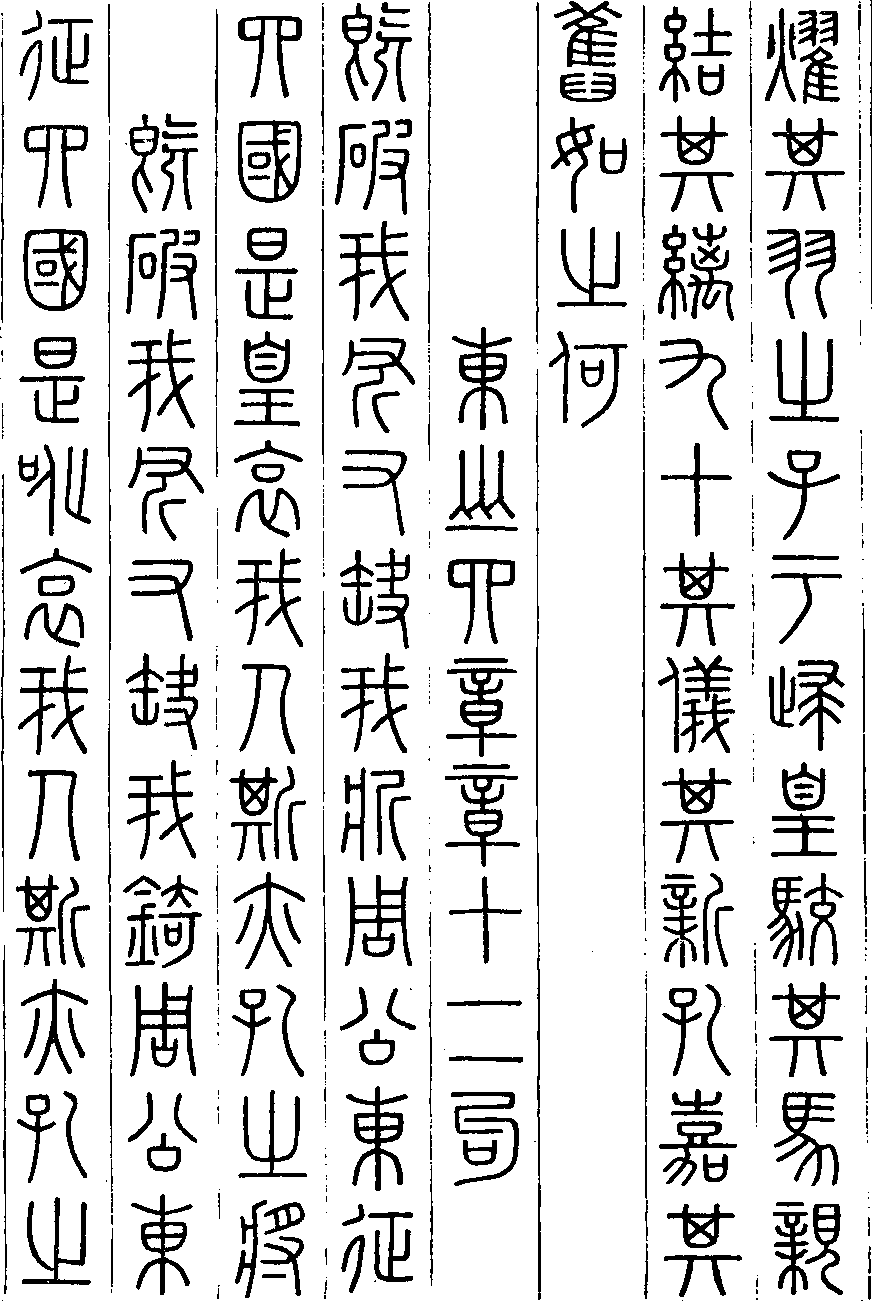 燿其羽之子于歸皇駁其馬親
結其縭九十其儀其新孔嘉其
舊如之何
東山四章章十二句
既破我斧又缺我斨周公東征
四國是皇哀我人斯亦孔之將
既破我斧又缺我錡周公東
征四國是吪哀我人斯亦孔之